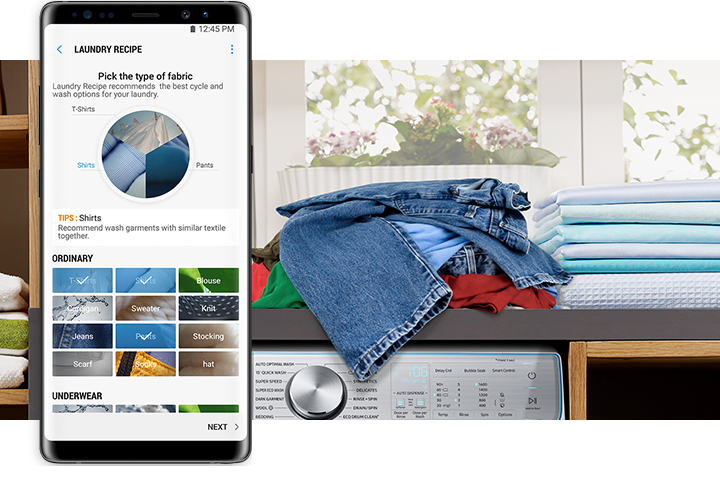 12:45 PM
LAUNDRY RECIPE
Pick the type of fabric
Laundry Recipe recommends the best cycle and
wash options for your laundry.
T-Shirts
Shirts
Pants
TIPS : Shirts
Recommend wash garments with similar textile
together.
ORDINARY
T-Shirts Shirts Blouse
Cardigan Sweater Knit
Jeans Pents Stocking
Scarf Socks hat
UNDERWEAR
NEXT
AUTO OPTIMAL WASH
15' QUICK WASH
SUPER SPEED
SUPER ECO WASH
DARK GARMENT
WOOL
BEDDING
SYNTHETICS
DELICATES
RINSE+SPIN
DRAIN/SPIN
ECO DRUM CLEAN
AUTO DISPENSE
Delay End Bubble Soak Smart Control
Temp. Rinse Spin Options